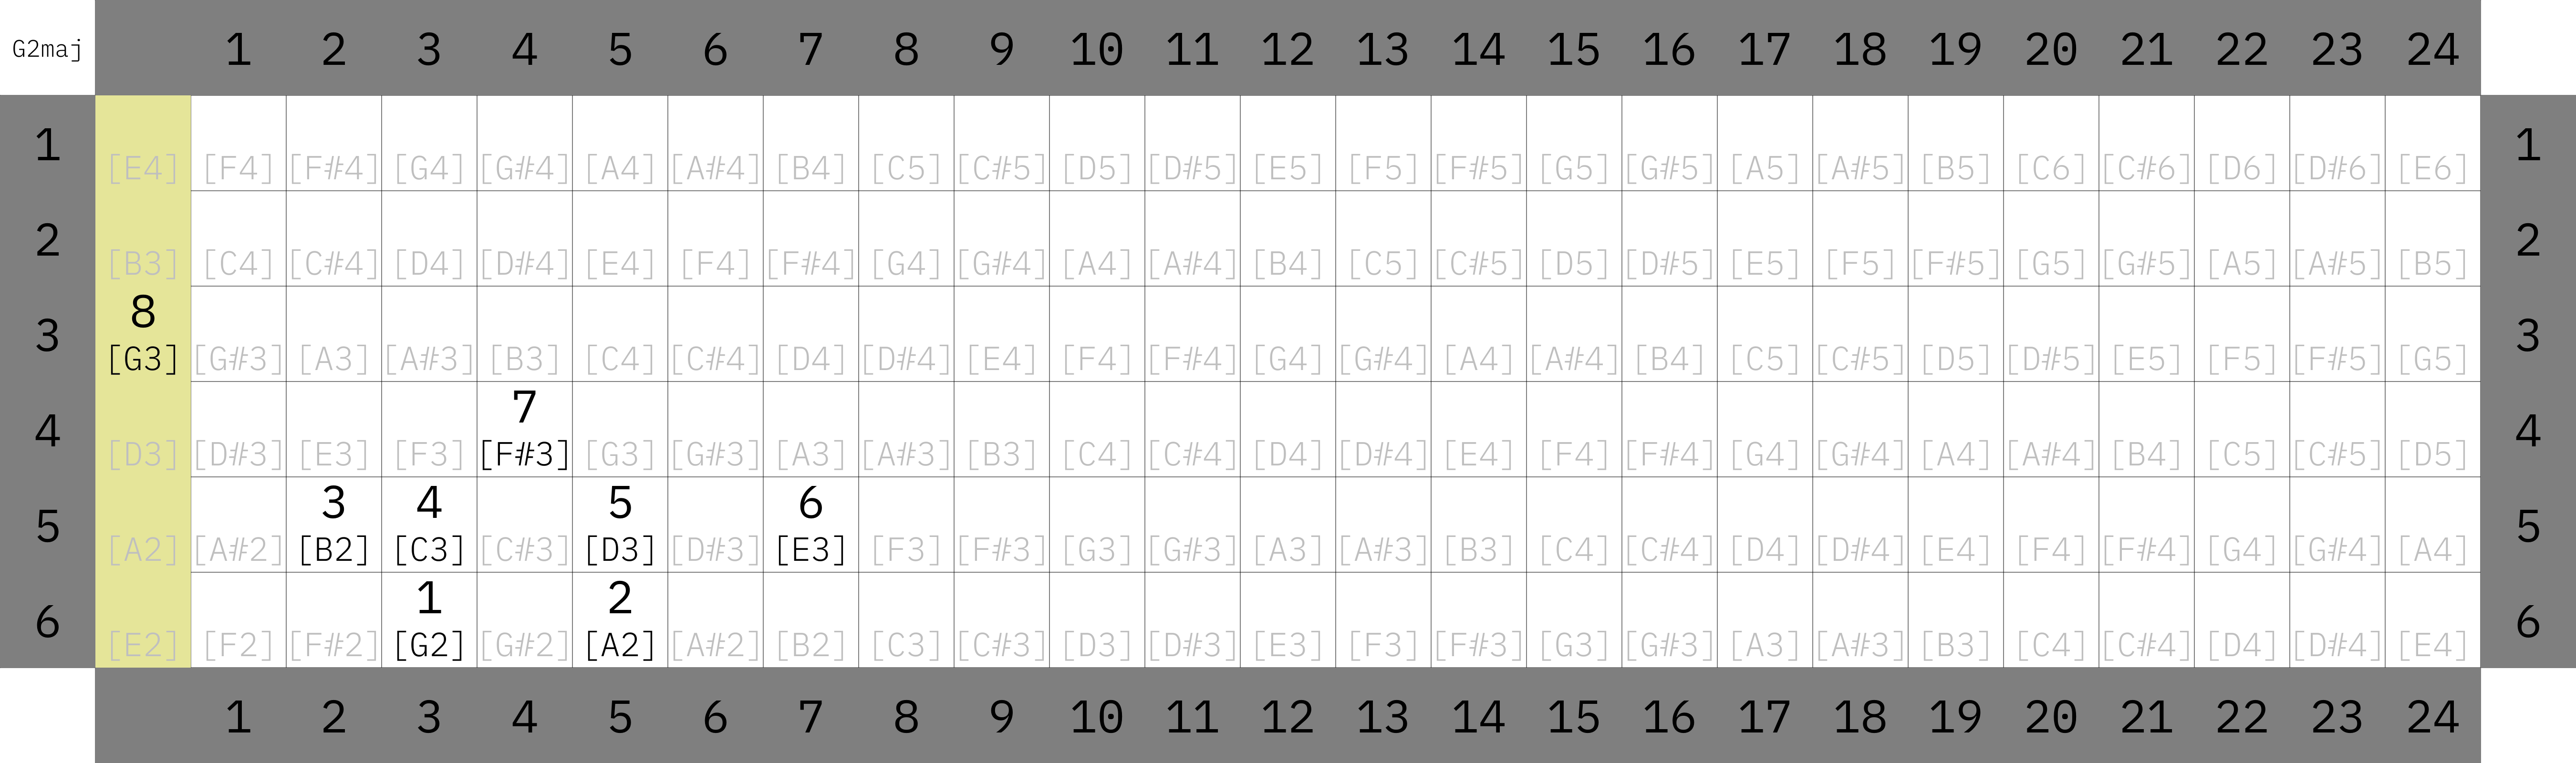 G2maj 1 2 3 4 5 6 7 8 9 10 11 12 13 14 15 16 17 18 19 20 21 22 23 24
1 [E4] [F4] [F#4] [G4] [G#4] [A4] [A#4] [B4] [C5] [C#5] [D5] [D#5] [E5] [F5] [F#5] [G5] [G#5] [A5] [A#5] [B5] [C6] [C#6] [D6] [D#6] [E6] 1
2 [B3] [C4] [C#4] [D4] [D#4] [E4] [F4] [F#4] [G4] [G#4] [A4] [A#4] [B4] [C5] [C#5] [D5] [D#5] [E5] [F5] [F#5] [G5] [G#5] [A5] [A#5] [B5] 2
8
3 [G3] [G#3] [A3] [A#3] [B3] [C4] [C#4] [D4] [D#4] [E4] [F4] [F#4] [G4] [G#4] [A4] [A#4] [B4] [C5] [C#5] [D5] [D#5] [E5] [F5] [F#5] [G5] 3
7
4 [D3] [D#3] [E3] [F3] [F#3] [G3] [G#3] [A3] [A#3] [B3] [C4] [C#4] [D4] [D#4] [E4] [F4] [F#4] [G4] [G#4] [A4] [A#4] [B4] [C5] [C#5] [D5] 4
3 4 5 6
5 [A2] [A#2] [B2] [C3] [C#3] [D3] [D#3] [E3] [F3] [F#3] [G3] [G#3] [A3] [A#3] [B3] [C4] [C#4] [D4] [D#4] [E4] [F4] [F#4] [G4] [G#4] [A4] 5
1 2
6 [E2] [F2] [F#2] [G2] [G#2] [A2] [A#2] [B2] [C3] [C#3] [D3] [D#3] [E3] [F3] [F#3] [G3] [G#3] [A3] [A#3] [B3] [C4] [C#4] [D4] [D#4] [E4] 6
1 2 3 4 5 6 7 8 9 10 11 12 13 14 15 16 17 18 19 20 21 22 23 24